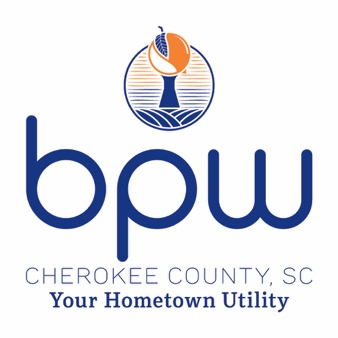 bpw
CHEROKEE COUNTY, SC
Your Hometown Utility